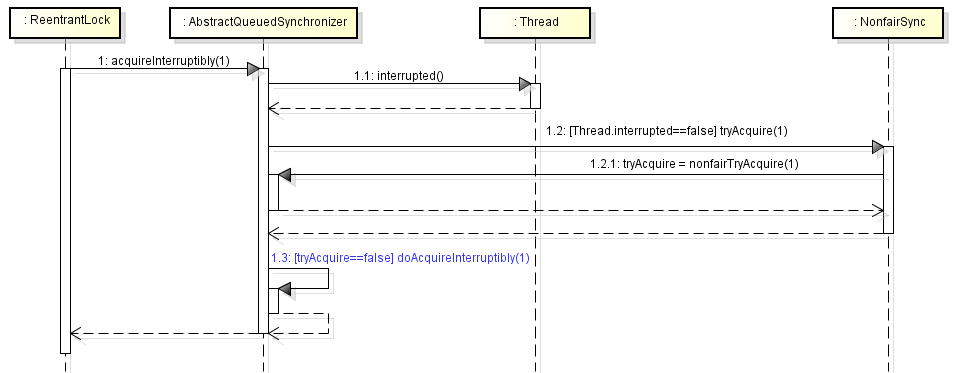 : ReentrantLock
: AbstractQueuedSynchronizer
: Thread
: NonfairSync
1: acquireInterruptibly(1)
1.1: interrupted()
1.2: [Thread.interrupted==false] tryAcquire(1)
1.2.1: tryAcquire = nonfairTryAcquire(1)
1.3: [tryAcquire==false] doAcquireInterruptibly(1)